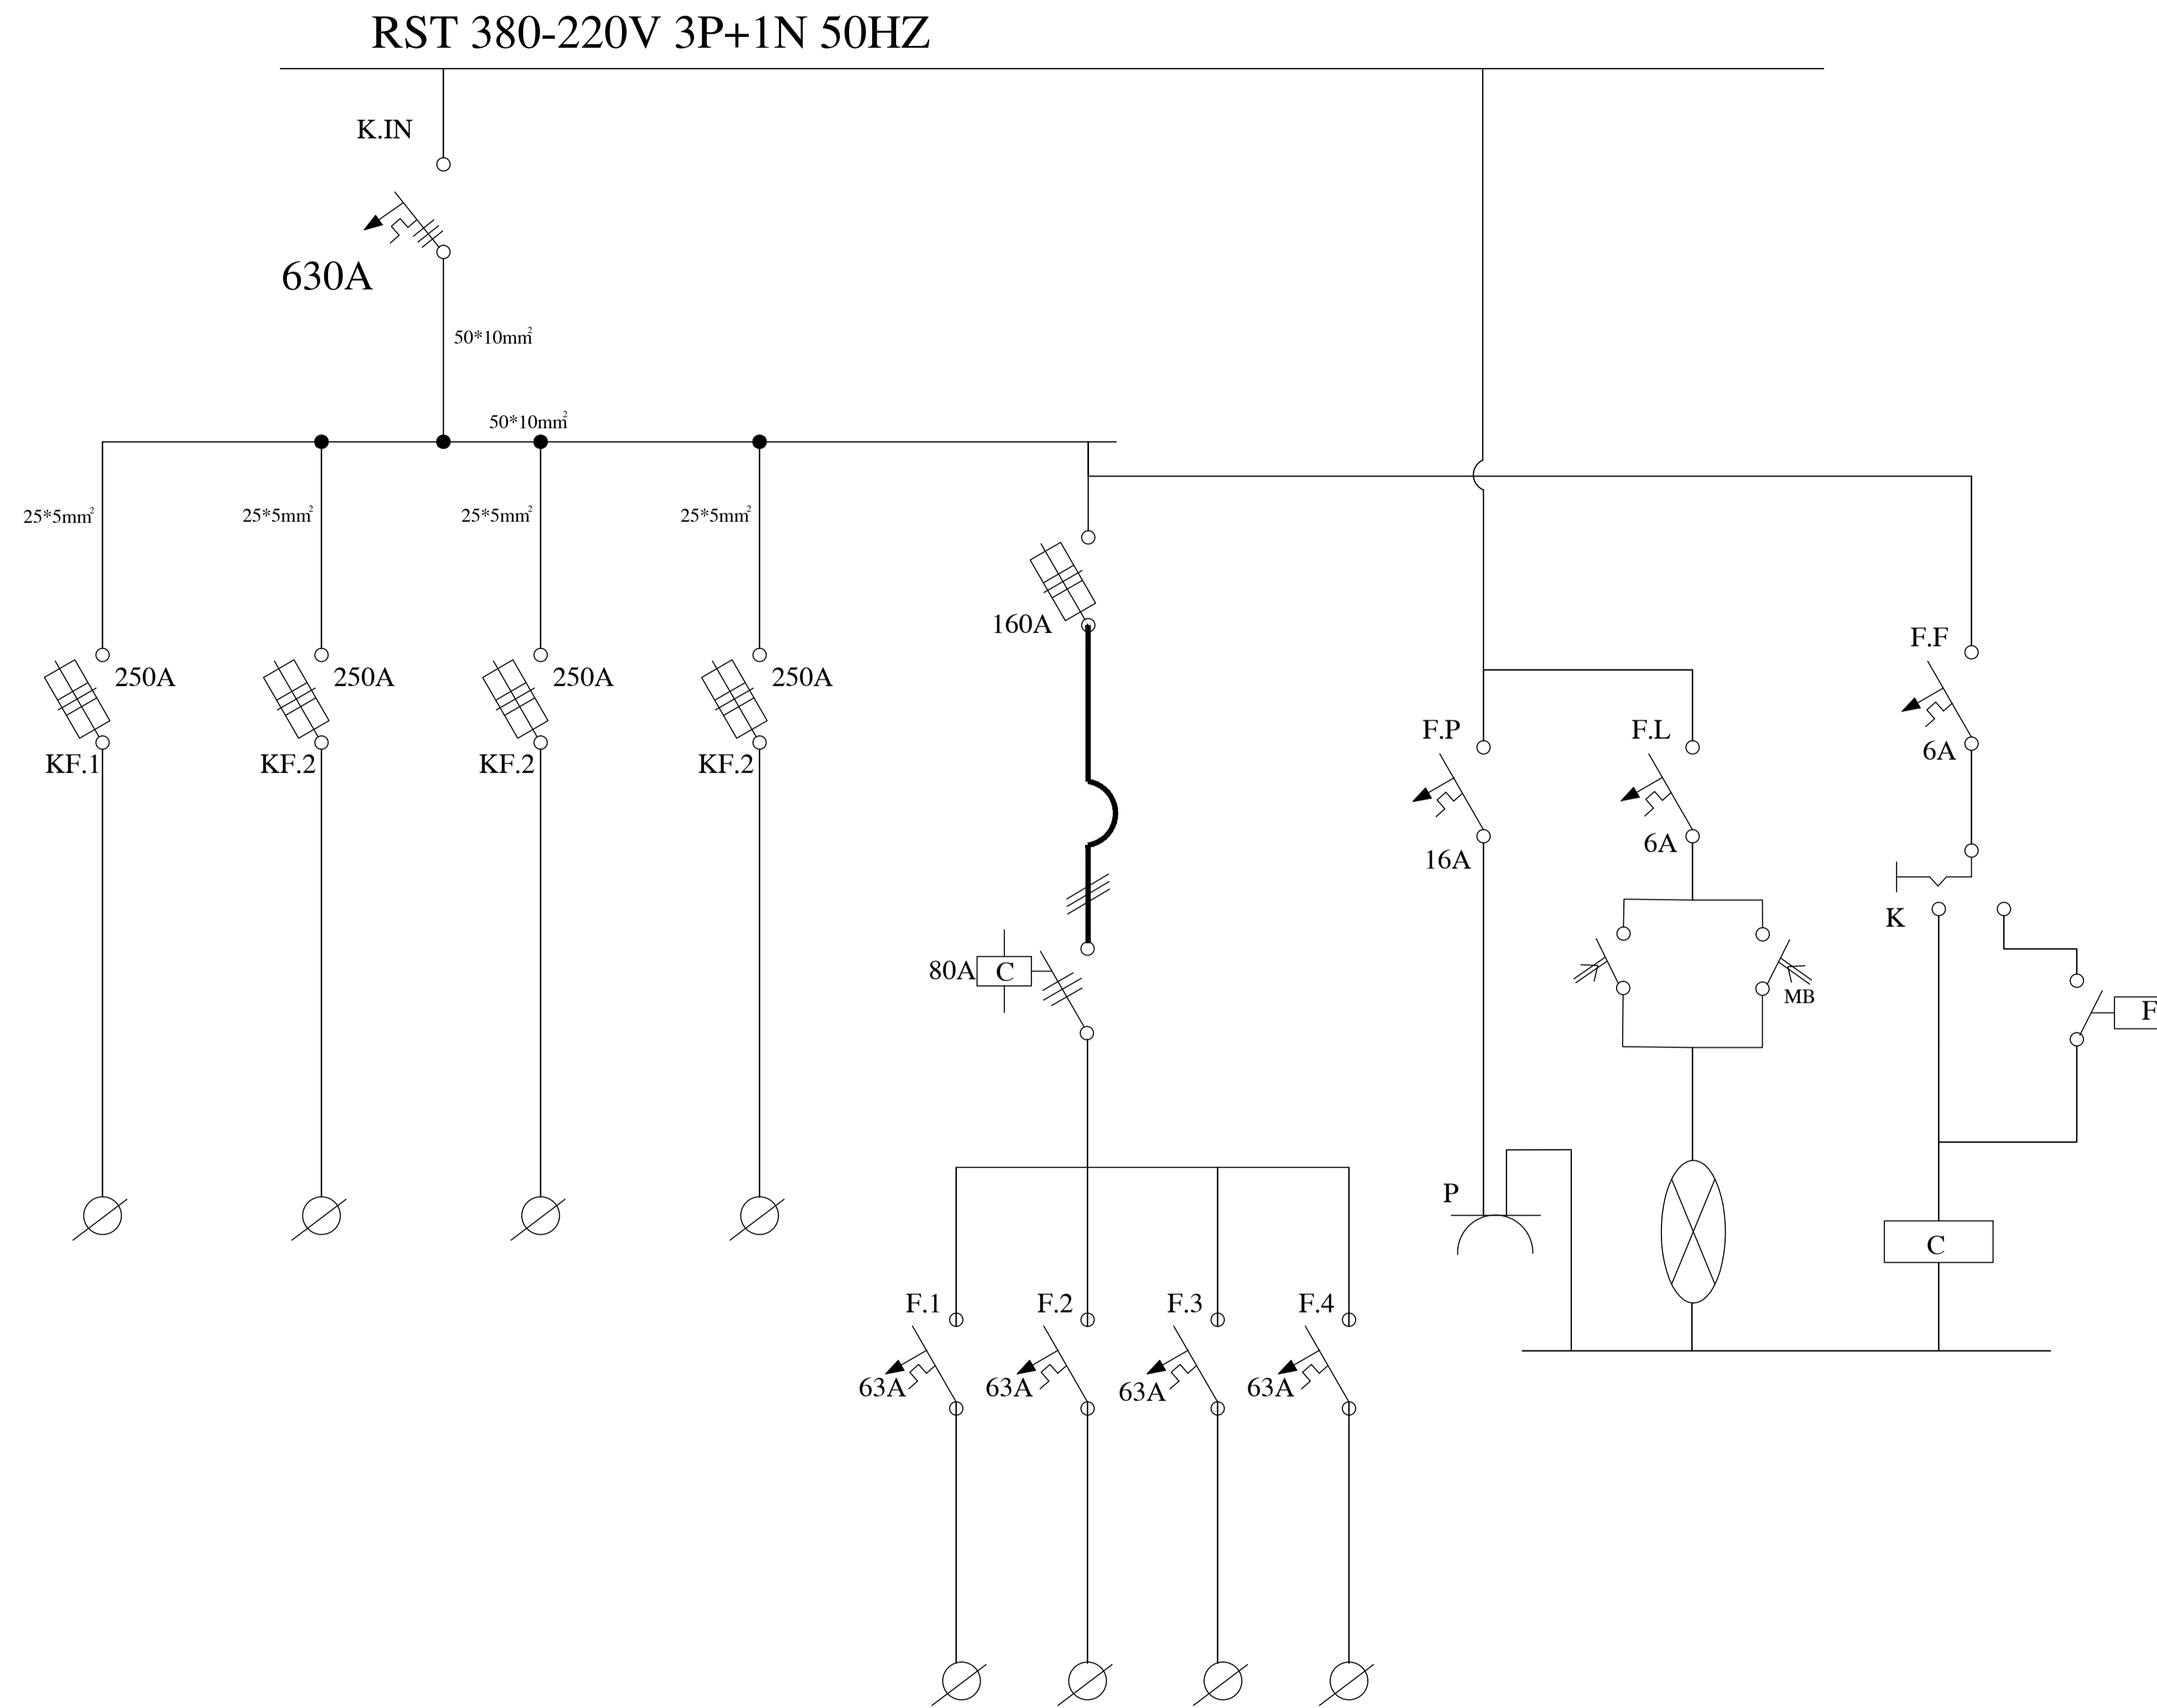 RST 380-220V 3P+1N 50HZ
K.IN
630A
50*10mm²
50*10mm²
25*5mm²
25*5mm²
25*5mm²
25*5mm²
160A
F.F
250A
250A
250A
250A
F.P
F.L
6A
KF.1
KF.2
KF.2
KF.2
16A
6A
K
80A
C
MB
F
P
C
F.1
F.2
F.3
F.4
63A
63A
63A
63A